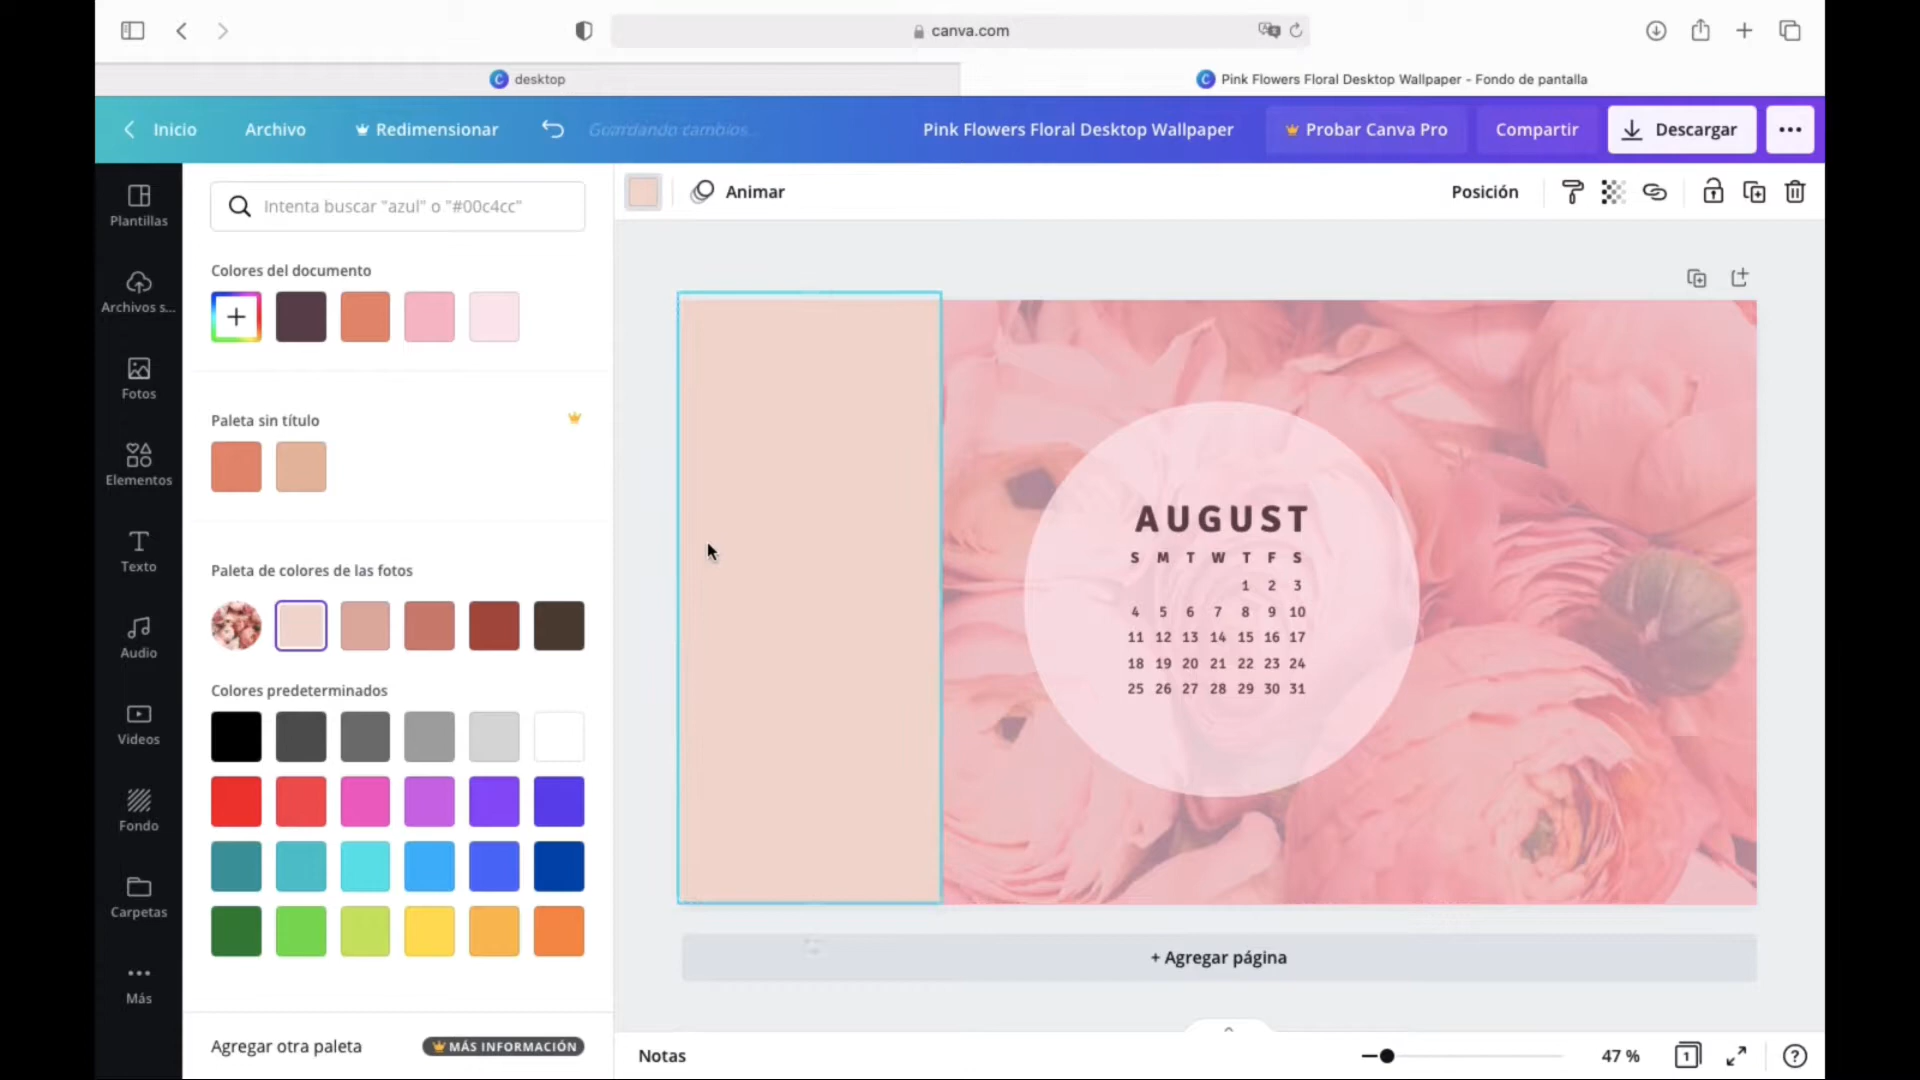 canva.com
desktop
Pink Flowers Floral Desktop Wallpaper - Fondo de pantalla
Inicio
Archivo
Redimensionar
Guardando cambios...
Pink Flowers Floral Desktop Wallpaper
Probar Canva Pro
Compartir
Descargar
Plantillas
Archivos s...
Fotos
Elementos
Texto
Audio
Videos
Fondo
Carpetas
Más
Intenta buscar "azul" o "#00c4cc"
Colores del documento
Paleta sin título
Paleta de colores de las fotos
Colores predeterminados
Agregar otra paleta
MÁS INFORMACIÓN
Animar
Posición
AUGUST
S M T W T F S
1 2 3
4 5 6 7 8 9 10
11 12 13 14 15 16 17
18 19 20 21 22 23 24
25 26 27 28 29 30 31
+ Agregar página
Notas
47 %
1